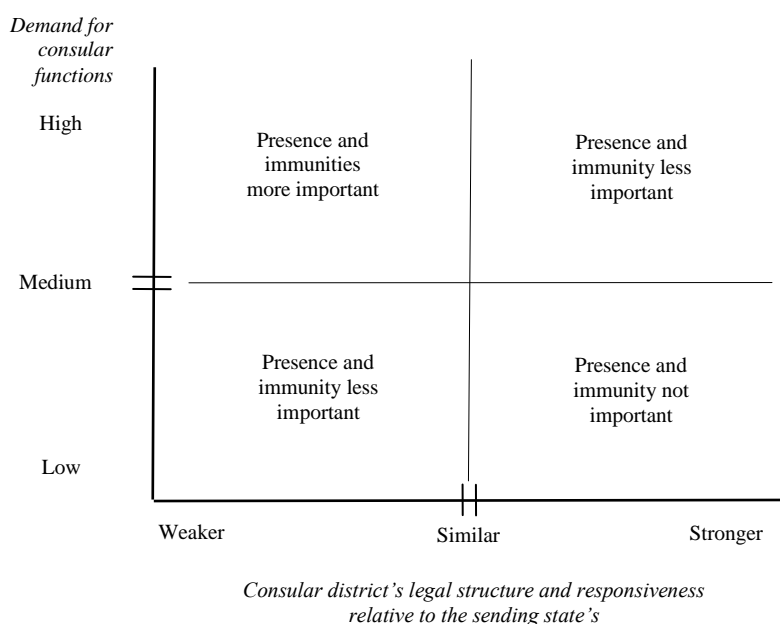 Demand for
consular
functions
High
Presence and
immunities
more important
Presence and
immunity less
important
Medium
Presence and
immunity less
important
Presence and
immunity not
important
Low
Weaker
Similar
Stronger
Consular district's legal structure and responsiveness
relative to the sending state's